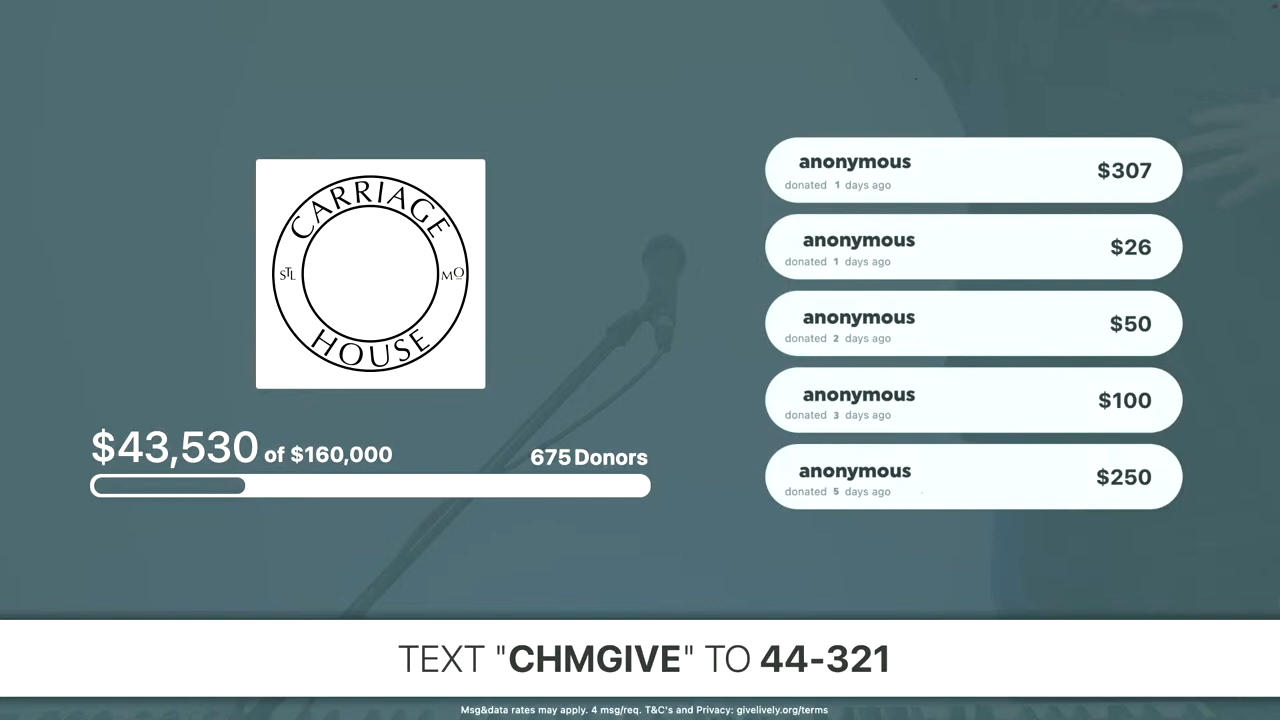 CARRIAGE
STL
MO
HOUSE
$43,530 of $160,000
675 Donors
anonymous
donated 1 days ago
$307
anonymous
donated 1 days ago
$26
anonymous
donated 2 days ago
$50
anonymous
donated 3 days ago
$100
anonymous
donated 5 days ago
$250
TEXT "CHMGIVE" TO 44-321
Msg&data rates may apply. 4 msg/req. T&C's and Privacy: givelively.org/terms